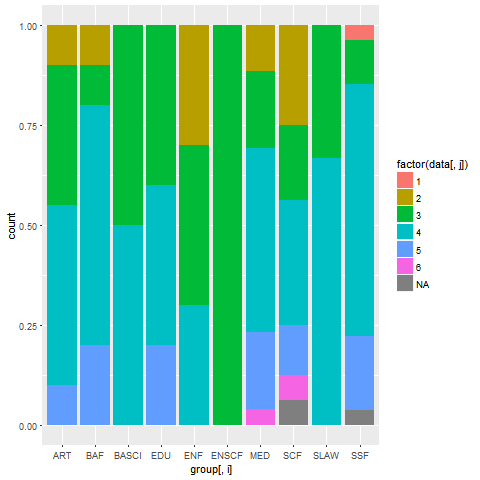 1.00
0.75
0.50
0.25
0.00
count
ART BAF BASCI EDU ENF ENSCF MED SCF SLAW SSF
group[, i]
factor(data[, j])
1
2
3
4
5
6
NA